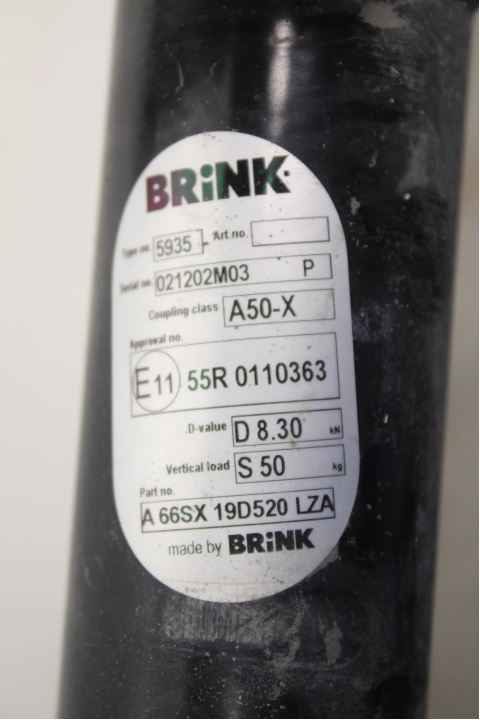 BRiNK
Type no. 5935 Art.no.
Serial no. 021202M03 P
Coupling class A50-X
Approval no.
E11 55R 0110363
D-value D 8.30 kN
Vertical load S 50 kg
Part no.
A 66SX 19D520 LZA
made by BRiNK